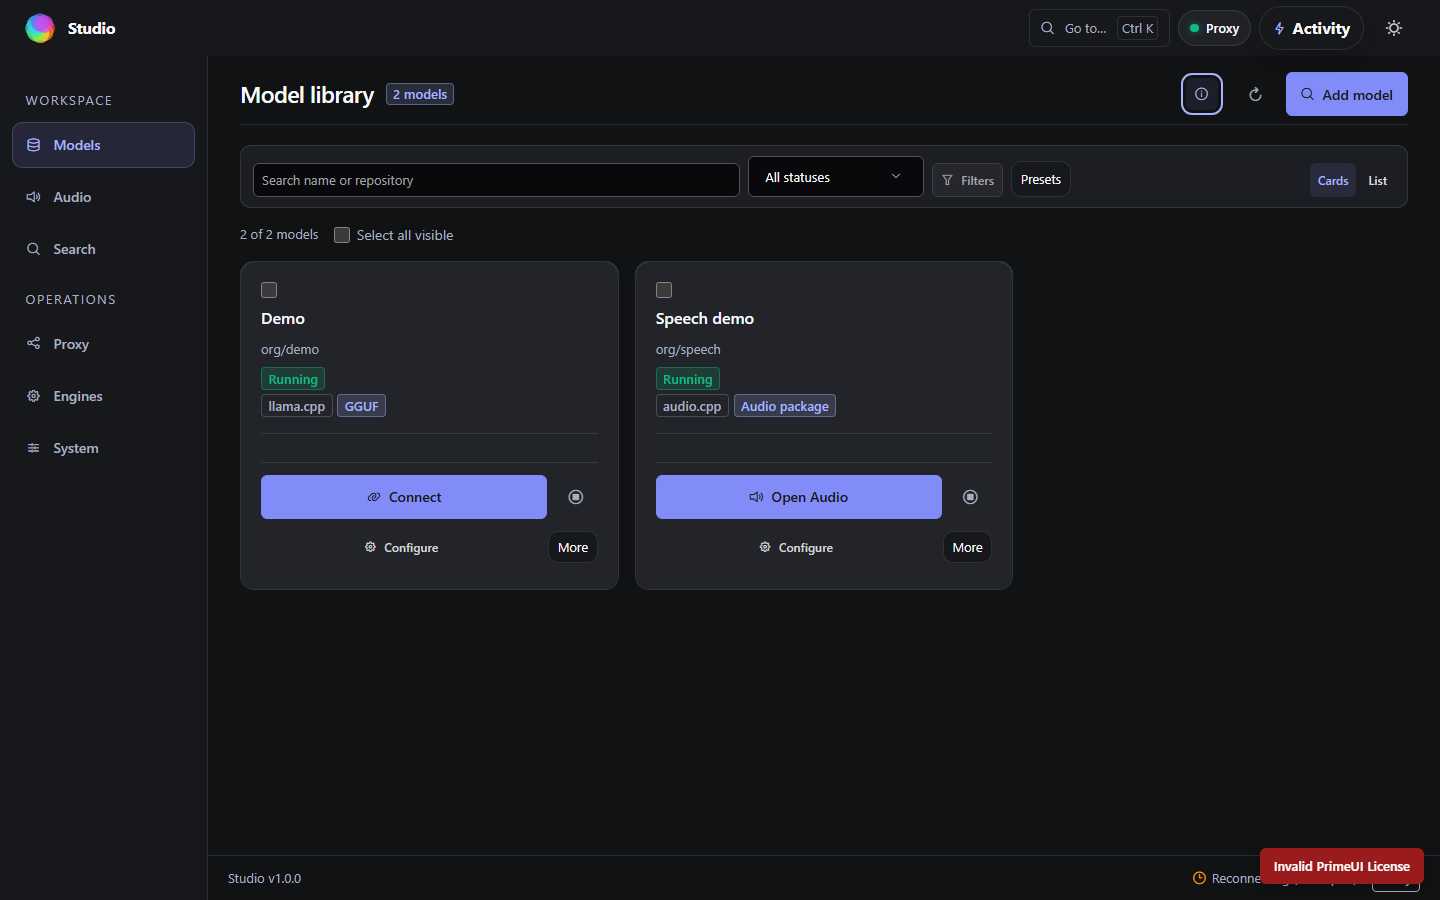 Studio
Go to... Ctrl K
Proxy
Activity
WORKSPACE
Models
Audio
Search
OPERATIONS
Proxy
Engines
System
Model library 2 models
Add model
Search name or repository
All statuses
Filters
Presets
Cards List
2 of 2 models Select all visible
Demo
org/demo
Running
llama.cpp GGUF
Connect
Configure More
Speech demo
org/speech
Running
audio.cpp Audio package
Open Audio
Configure More
Studio v1.0.0
Invalid PrimeUI License